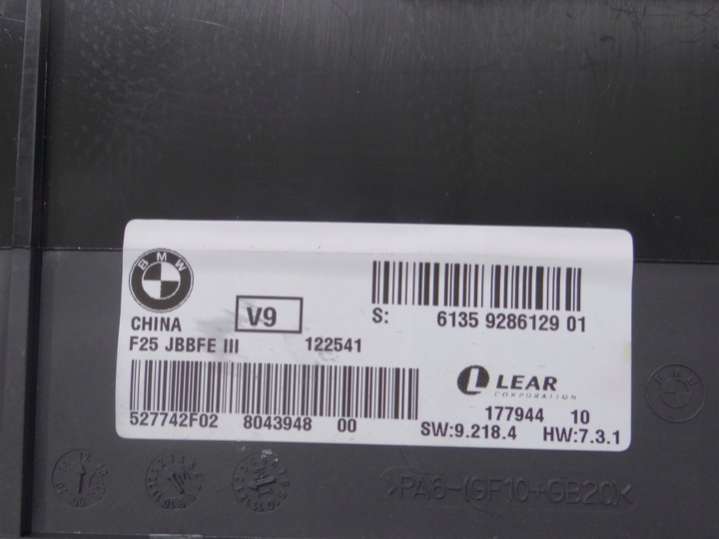 BMW
CHINA
V9
S: 6135 9286129 01
F25 JBBFE III 122541
LEAR
CORPORATION
177944 10
527742F02 8043948 00
SW:9.218.4 HW:7.3.1
>PA6-(GF10+GB20)<